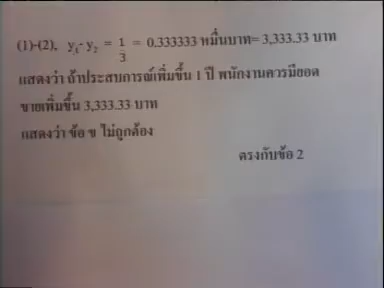 (1)-(2), y₁- y₂ = 1/3 = 0.333333 หมื่นบาท= 3,333.33 บาท
แสดงว่า ถ้าประสบการณ์เพิ่มขึ้น 1 ปี พนักงานควรมียอด
ขายเพิ่มขึ้น 3,333.33 บาท
แสดงว่า ข้อ ข ไม่ถูกต้อง
ตรงกับข้อ 2